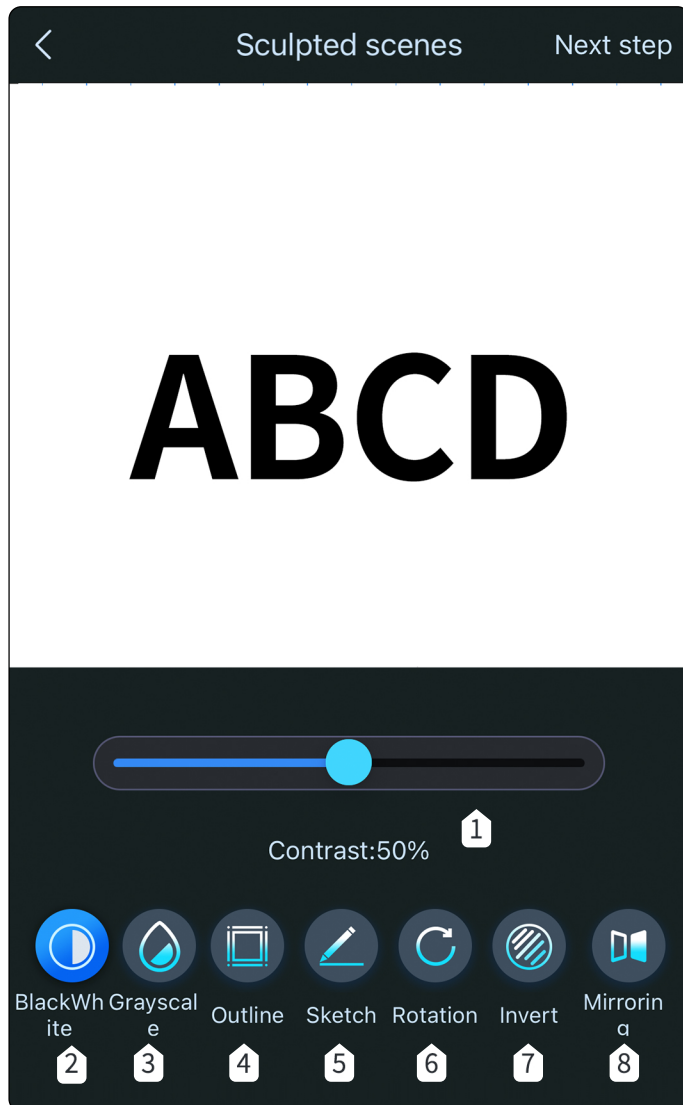 Sculpted scenes
Next step
ABCD
1
Contrast:50%
BlackWh
ite
Grayscal
e
Outline
Sketch
Rotation
Invert
Mirrorin
g
2
3
4
5
6
7
8